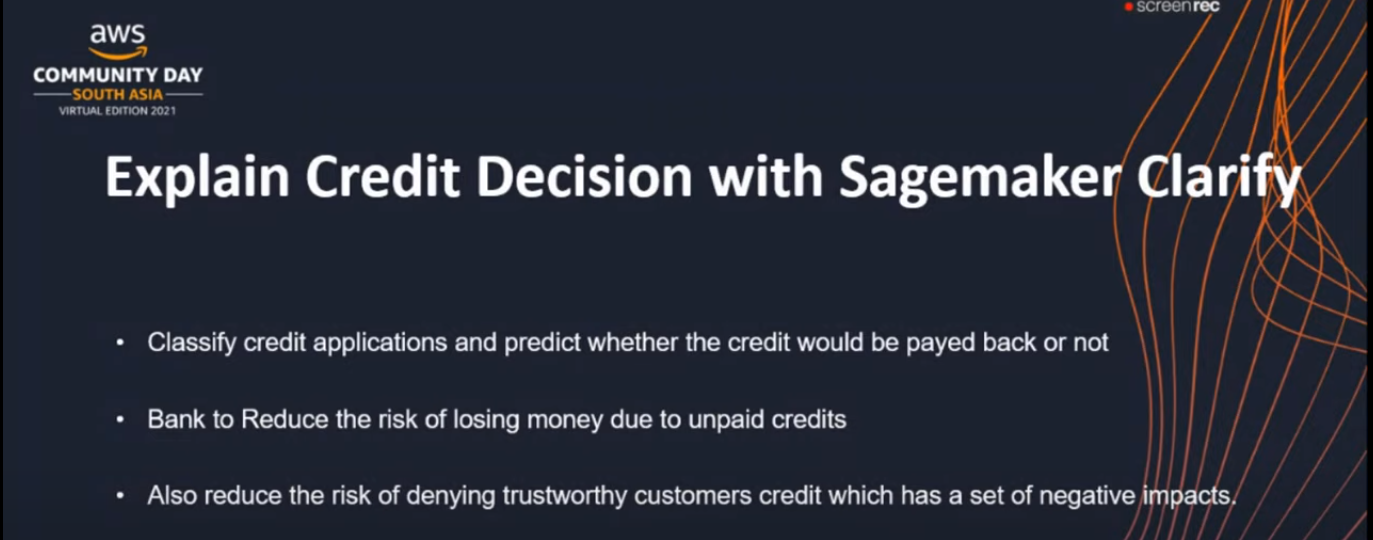 screenrec
aws
COMMUNITY DAY
SOUTH ASIA
VIRTUAL EDITION 2021
Explain Credit Decision with Sagemaker Clarify
• Classify credit applications and predict whether the credit would be payed back or not
• Bank to Reduce the risk of losing money due to unpaid credits
• Also reduce the risk of denying trustworthy customers credit which has a set of negative impacts.